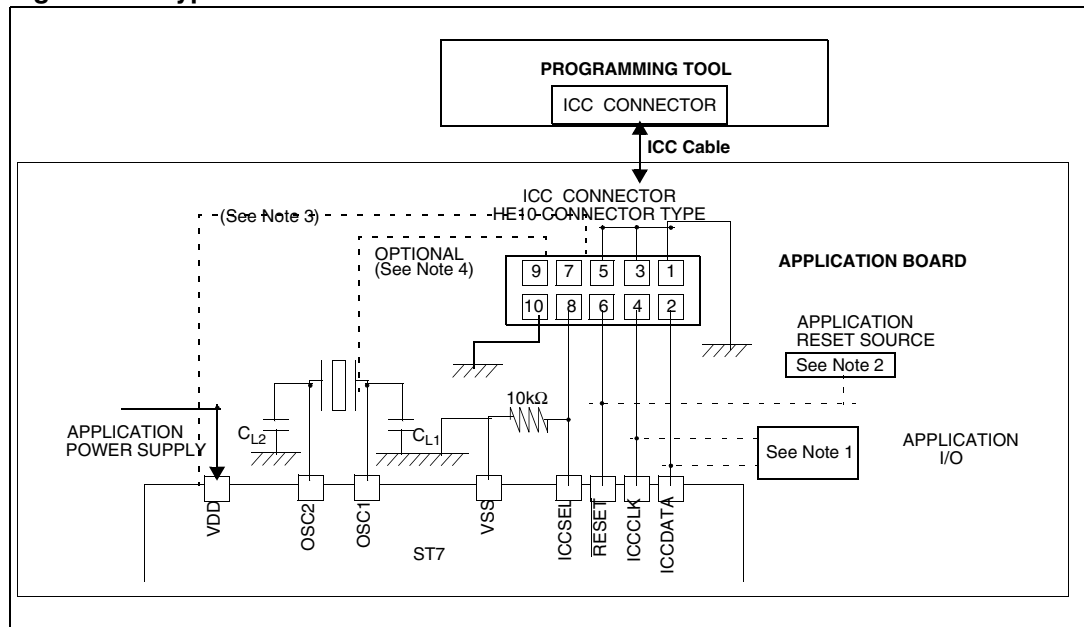 PROGRAMMING TOOL
ICC CONNECTOR
ICC Cable
ICC CONNECTOR
HE10 CONNECTOR TYPE
(See Note 3)
OPTIONAL
(See Note 4)
9 7 5 3 1
10 8 6 4 2
APPLICATION BOARD
APPLICATION
RESET SOURCE
See Note 2
10kΩ
APPLICATION
POWER SUPPLY
CL2
CL1
See Note 1
APPLICATION
I/O
VDD
OSC2
OSC1
VSS
ICCSEL
RESET
ICCCLK
ICCDATA
ST7